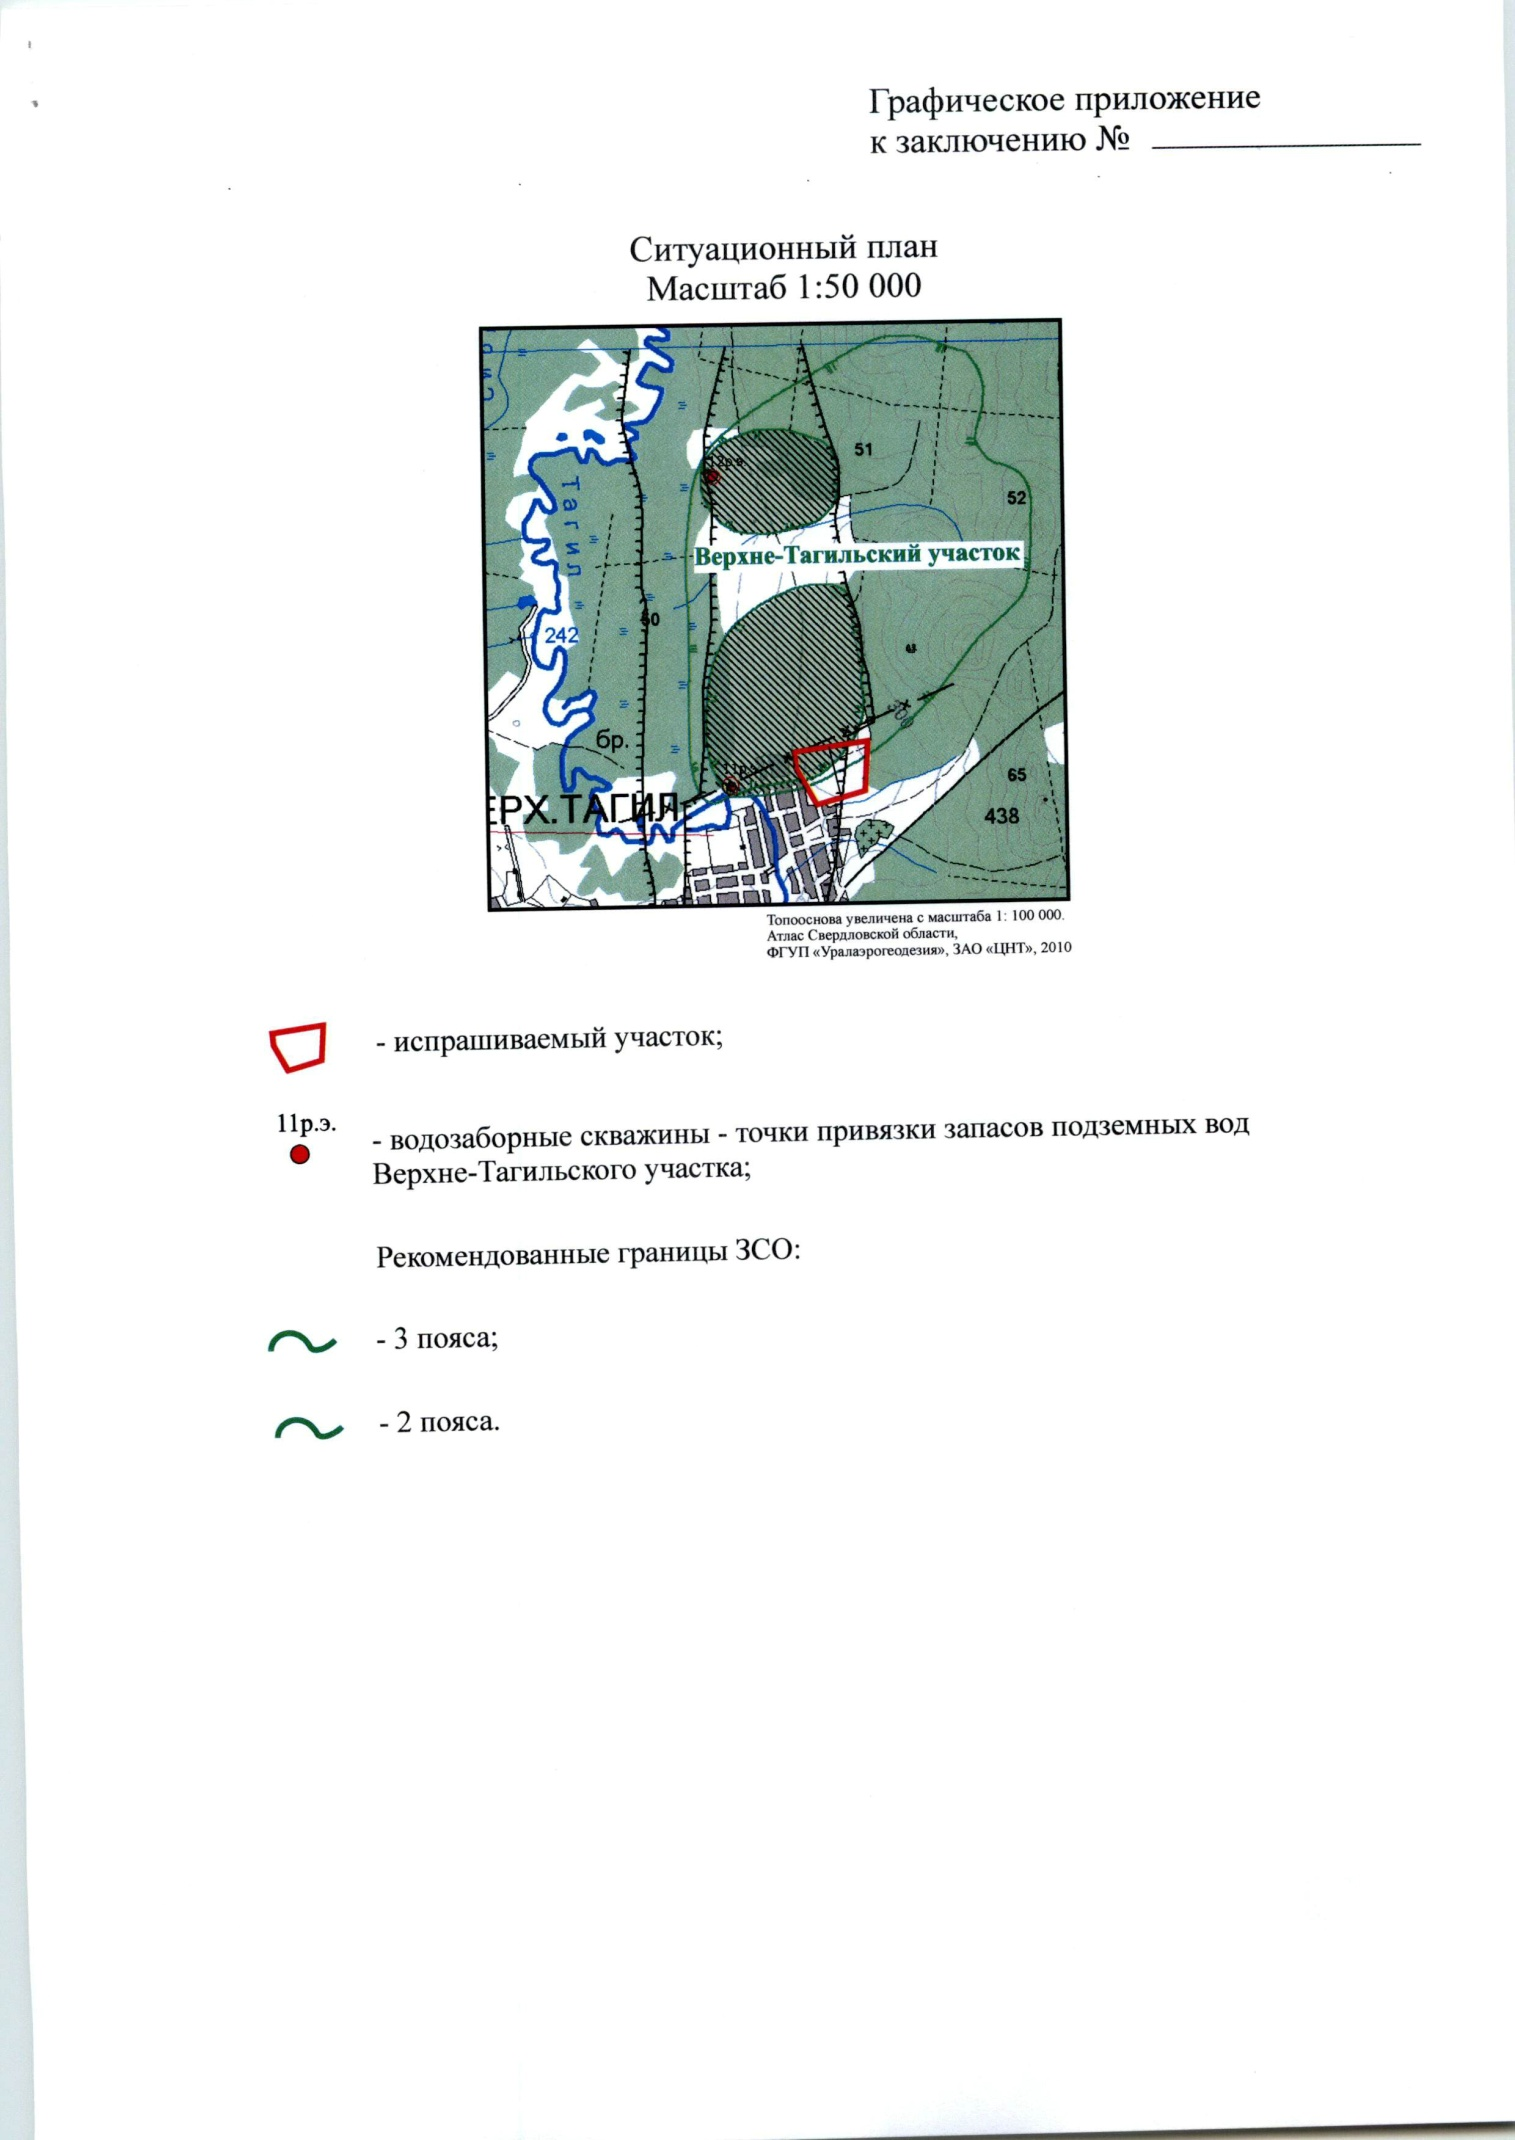 Графическое приложение
к заключению №
Ситуационный план
Масштаб 1:50 000
51
52
Тагил
Верхне-Тагильский участок
242
бр.
65
438
ЕРХ.ТАГИЛ
Топооснова увеличена с масштаба 1: 100 000.
Атлас Свердловской области,
ФГУП «Уралаэрогеодезия», ЗАО «ЦНТ», 2010
- испрашиваемый участок;
11р.э.
- водозаборные скважины - точки привязки запасов подземных вод
Верхне-Тагильского участка;
Рекомендованные границы ЗСО:
- 3 пояса;
- 2 пояса.